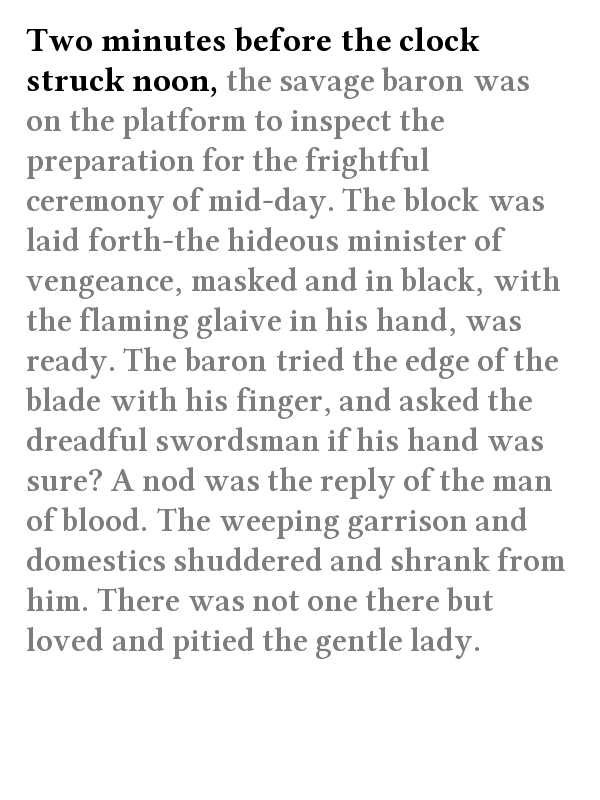 Two minutes before the clock
struck noon, the savage baron was
on the platform to inspect the
preparation for the frightful
ceremony of mid-day. The block was
laid forth-the hideous minister of
vengeance, masked and in black, with
the flaming glaive in his hand, was
ready. The baron tried the edge of the
blade with his finger, and asked the
dreadful swordsman if his hand was
sure? A nod was the reply of the man
of blood. The weeping garrison and
domestics shuddered and shrank from
him. There was not one there but
loved and pitied the gentle lady.